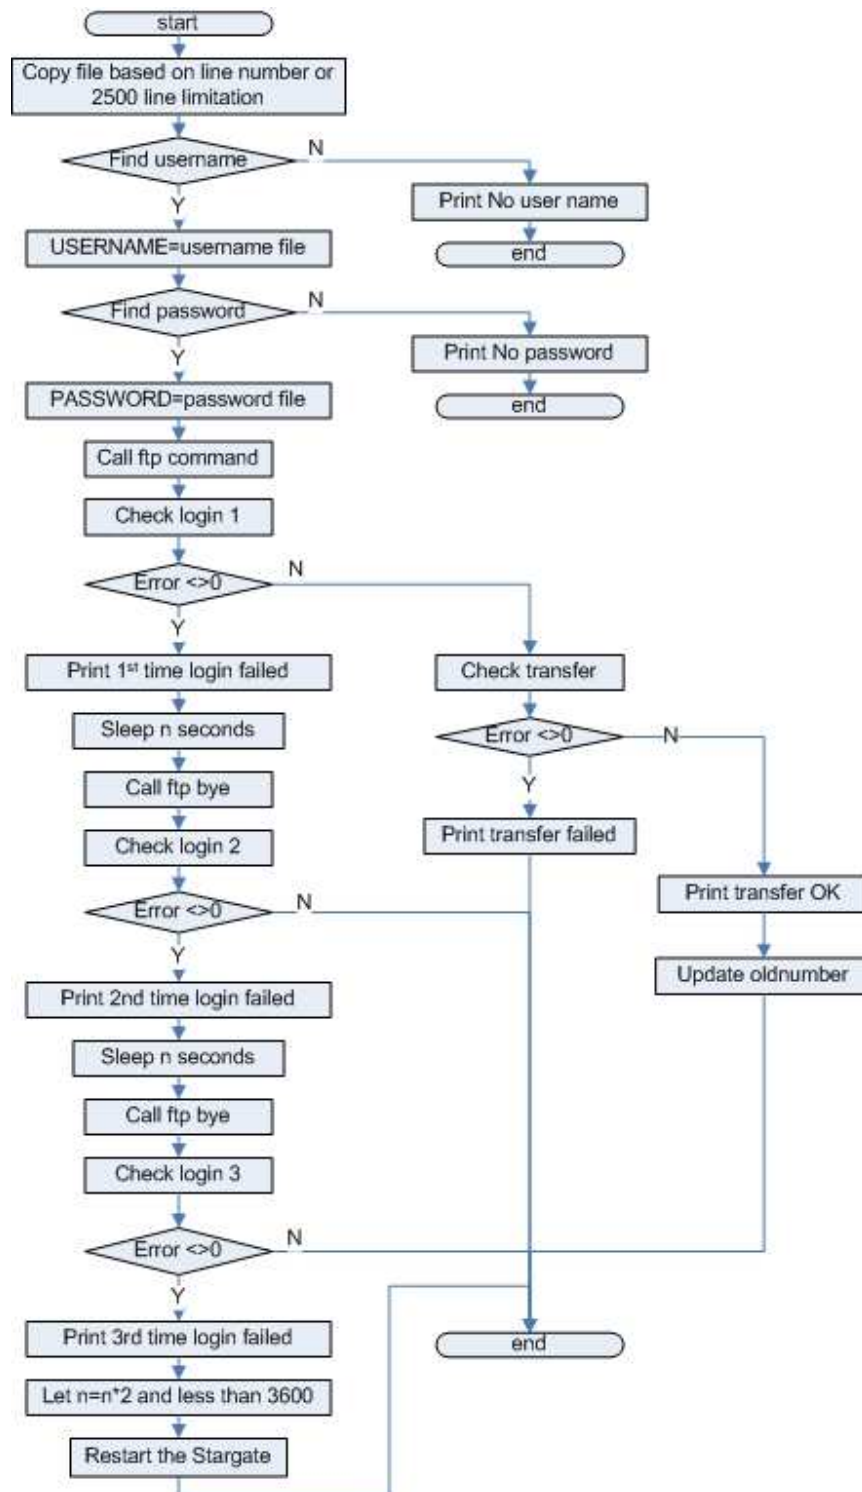 start
Copy file based on line number or
2500 line limitation
Find username
N
Y
Print No user name
end
USERNAME=username file
Find password
N
Y
Print No password
end
PASSWORD=password file
Call ftp command
Check login 1
Error <>0
N
Y
Print 1st time login failed
Check transfer
Sleep n seconds
Error <>0
N
Y
Call ftp bye
Print transfer failed
Check login 2
Print transfer OK
Error <>0
N
Y
Update oldnumber
Print 2nd time login failed
Sleep n seconds
Call ftp bye
Check login 3
Error <>0
N
Y
Print 3rd time login failed
end
Let n=n*2 and less than 3600
Restart the Stargate